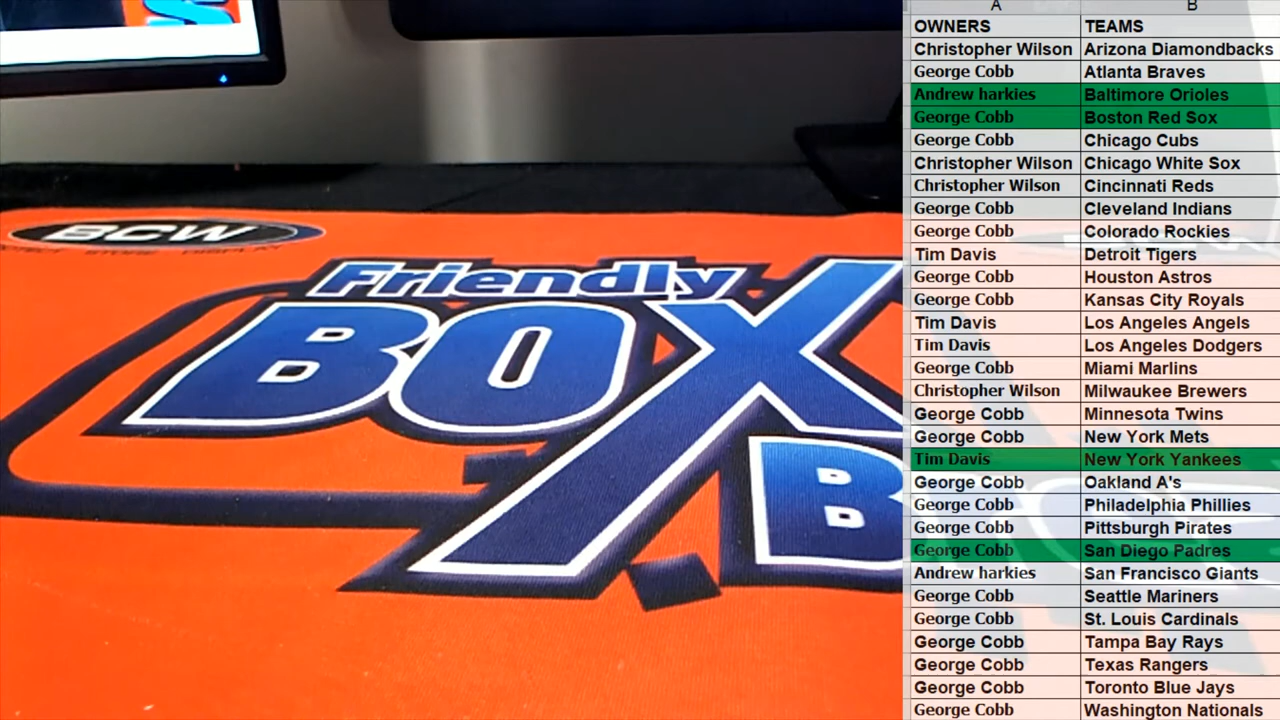 BCW
Friendly
BOX
B
A B
OWNERS TEAMS
Christopher Wilson Arizona Diamondbacks
George Cobb Atlanta Braves
Andrew harkies Baltimore Orioles
George Cobb Boston Red Sox
George Cobb Chicago Cubs
Christopher Wilson Chicago White Sox
Christopher Wilson Cincinnati Reds
George Cobb Cleveland Indians
George Cobb Colorado Rockies
Tim Davis Detroit Tigers
George Cobb Houston Astros
George Cobb Kansas City Royals
Tim Davis Los Angeles Angels
Tim Davis Los Angeles Dodgers
George Cobb Miami Marlins
Christopher Wilson Milwaukee Brewers
George Cobb Minnesota Twins
George Cobb New York Mets
Tim Davis New York Yankees
George Cobb Oakland A's
George Cobb Philadelphia Phillies
George Cobb Pittsburgh Pirates
George Cobb San Diego Padres
Andrew harkies San Francisco Giants
George Cobb Seattle Mariners
George Cobb St. Louis Cardinals
George Cobb Tampa Bay Rays
George Cobb Texas Rangers
George Cobb Toronto Blue Jays
George Cobb Washington Nationals